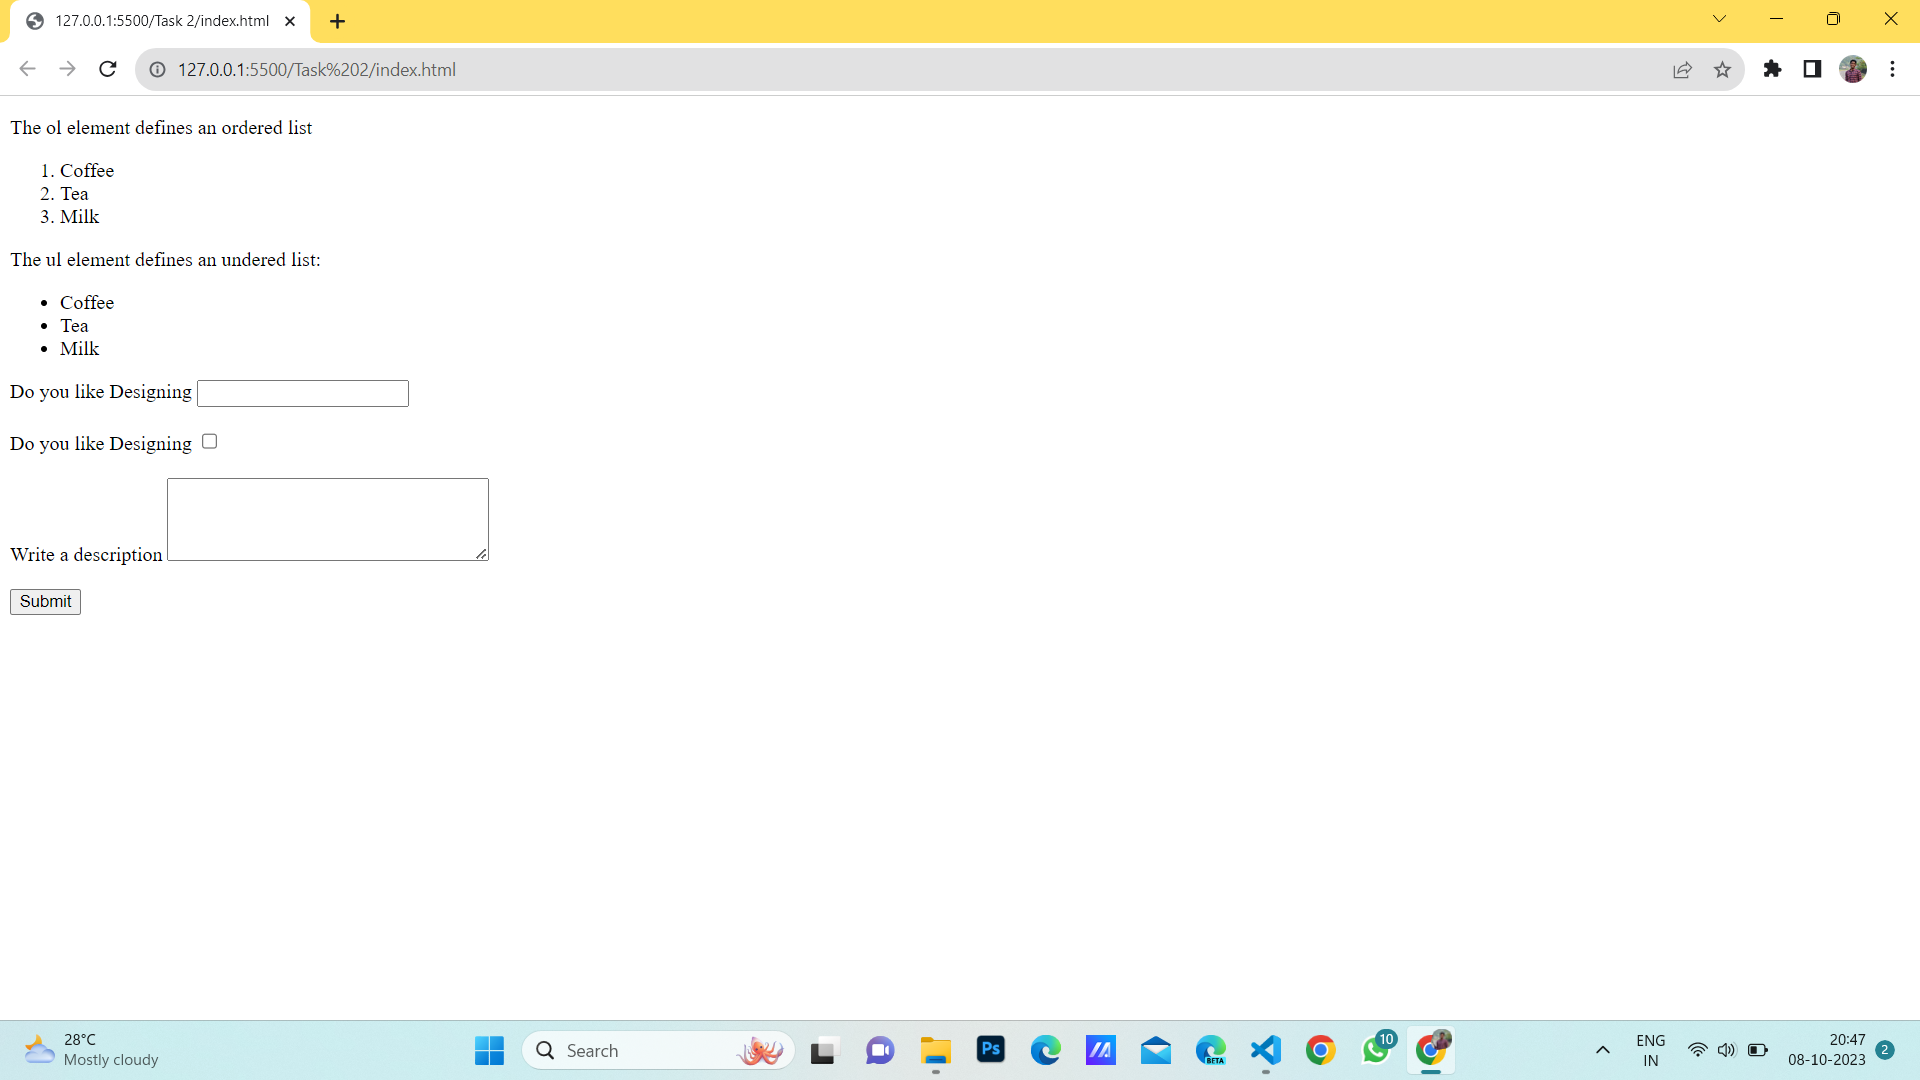 127.0.0.1:5500/Task 2/index.html
127.0.0.1:5500/Task%202/index.html
The ol element defines an ordered list
1. Coffee
2. Tea
3. Milk
The ul element defines an undered list:
• Coffee
• Tea
• Milk
Do you like Designing
Do you like Designing
Write a description
Submit
28°C
Mostly cloudy
Search
Ps
BETA
10
ENG
IN
20:47
08-10-2023
2